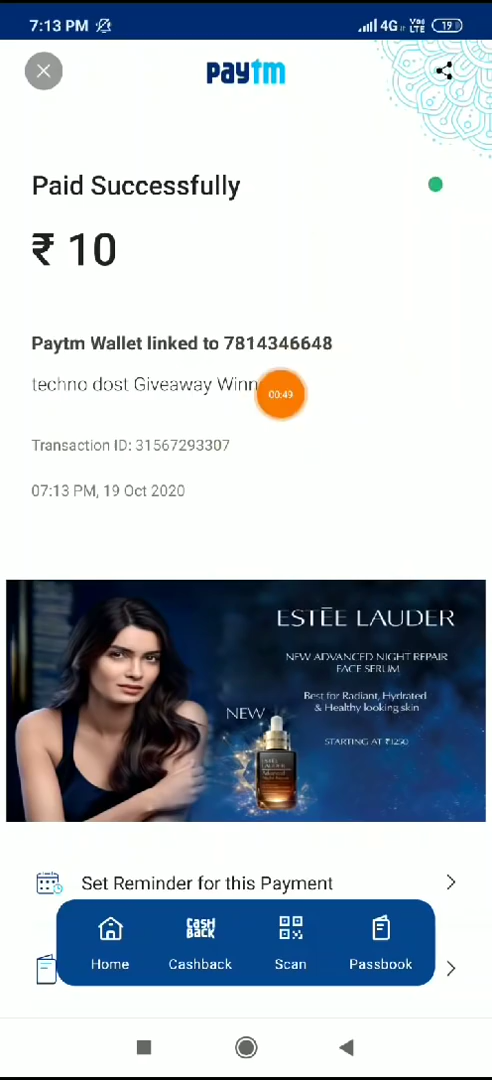 7:13 PM 4G VoLTE 19
paytm
Paid Successfully
₹ 10
Paytm Wallet linked to 7814346648
techno dost Giveaway Winn
00:49
Transaction ID: 31567293307
07:13 PM, 19 Oct 2020
ESTĒE LAUDER
NEW ADVANCED NIGHT REPAIR
FACE SERUM
Best for Radiant, Hydrated
& Healthy looking skin
NEW
STARTING AT ₹1250
Set Reminder for this Payment
CASH
BACK
Home Cashback Scan Passbook